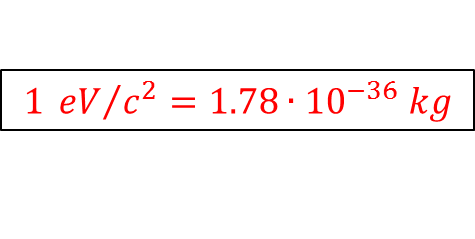 1 eV/c² = 1.78 · 10⁻³⁶ kg